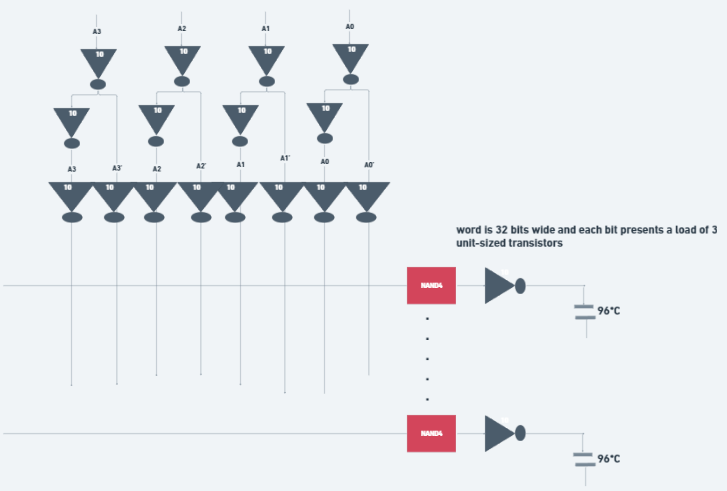 A3 A2 A1 A0
10 10 10 10
10 10 10 10
A3 A3' A2 A2' A1 A1' A0 A0'
10 10 10 10 10 10 10 10
word is 32 bits wide and each bit presents a load of 3
unit-sized transistors
NAND4
96*C
NAND4
96*C